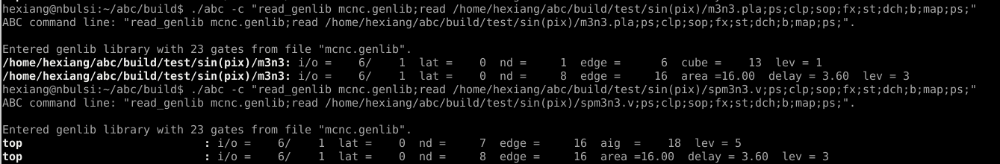 hexiang@nbulsi:~/abc/build$ ./abc -c "read_genlib mcnc.genlib;read /home/hexiang/abc/build/test/sin(pix)/m3n3.pla;ps;clp;sop;fx;st;dch;b;map;ps;"
ABC command line: "read_genlib mcnc.genlib;read /home/hexiang/abc/build/test/sin(pix)/m3n3.pla;ps;clp;sop;fx;st;dch;b;map;ps;".
Entered genlib library with 23 gates from file "mcnc.genlib".
/home/hexiang/abc/build/test/sin(pix)/m3n3: i/o =    6/    1  lat =    0  nd =     1  edge =      6  cube =    13  lev = 1
/home/hexiang/abc/build/test/sin(pix)/m3n3: i/o =    6/    1  lat =    0  nd =     8  edge =     16  area =16.00  delay = 3.60  lev = 3
hexiang@nbulsi:~/abc/build$ ./abc -c "read_genlib mcnc.genlib;read /home/hexiang/abc/build/test/sin(pix)/spm3n3.v;ps;clp;sop;fx;st;dch;b;map;ps;"
ABC command line: "read_genlib mcnc.genlib;read /home/hexiang/abc/build/test/sin(pix)/spm3n3.v;ps;clp;sop;fx;st;dch;b;map;ps;".
Entered genlib library with 23 gates from file "mcnc.genlib".
top                           : i/o =    6/    1  lat =    0  nd =     7  edge =     16  aig  =    18  lev = 5
top                           : i/o =    6/    1  lat =    0  nd =     8  edge =     16  area =16.00  delay = 3.60  lev = 3